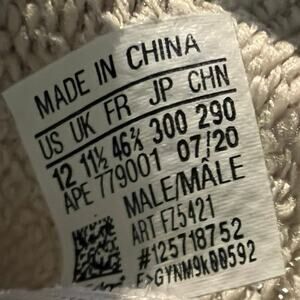 MADE IN CHINA
US UK FR JP CHN
12 11½ 46⅔ 300 290
APE 779001 07/20
MALE/MÂLE
ART FZ5421
#125718752
F>GYNM9k00592